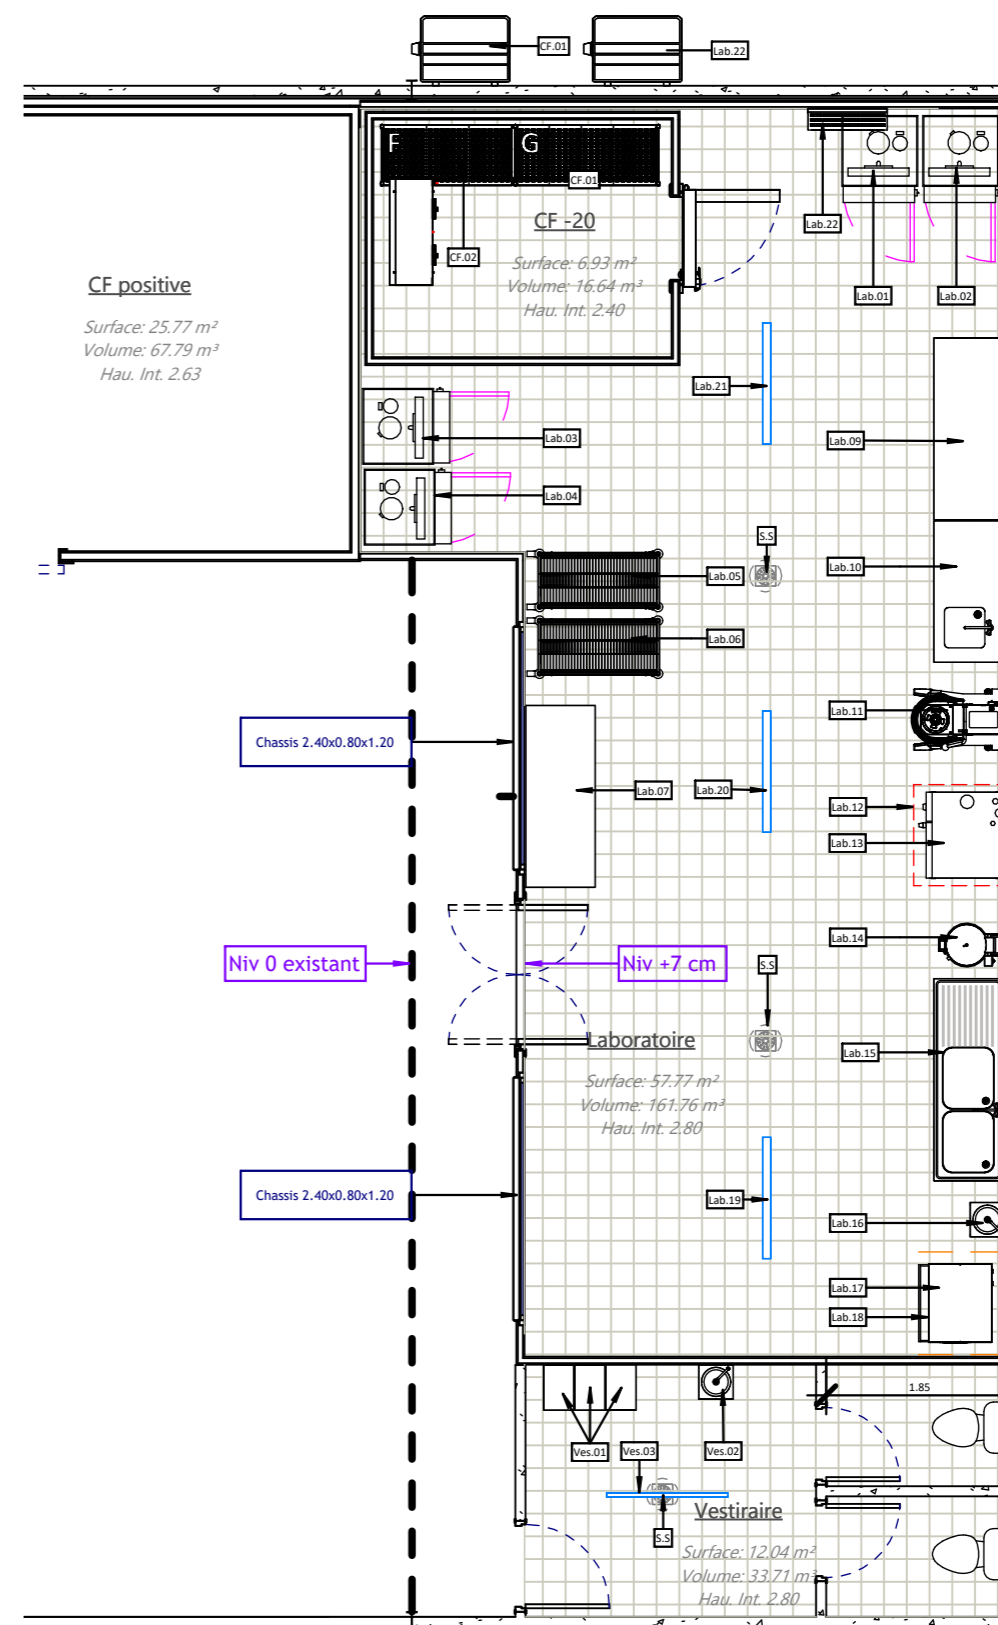 CF.01
Lab.22
F
G
CF.01
CF -20
CF.02
Surface: 6.93 m²
Volume: 16.64 m³
Hau. Int. 2.40
Lab.22
Lab.01
Lab.02
CF positive
Surface: 25.77 m²
Volume: 67.79 m³
Hau. Int. 2.63
Lab.21
Lab.03
Lab.09
Lab.04
S.S
Lab.05
Lab.10
Lab.06
Lab.11
Chassis 2.40x0.80x1.20
Lab.07
Lab.20
Lab.12
Lab.13
Lab.14
Niv 0 existant
Niv +7 cm
S.S
Laboratoire
Lab.15
Surface: 57.77 m²
Volume: 161.76 m³
Hau. Int. 2.80
Chassis 2.40x0.80x1.20
Lab.19
Lab.16
Lab.17
Lab.18
1.85
Ves.01
Ves.03
Ves.02
Vestiraire
S.S
Surface: 12.04 m²
Volume: 33.71 m³
Hau. Int. 2.80